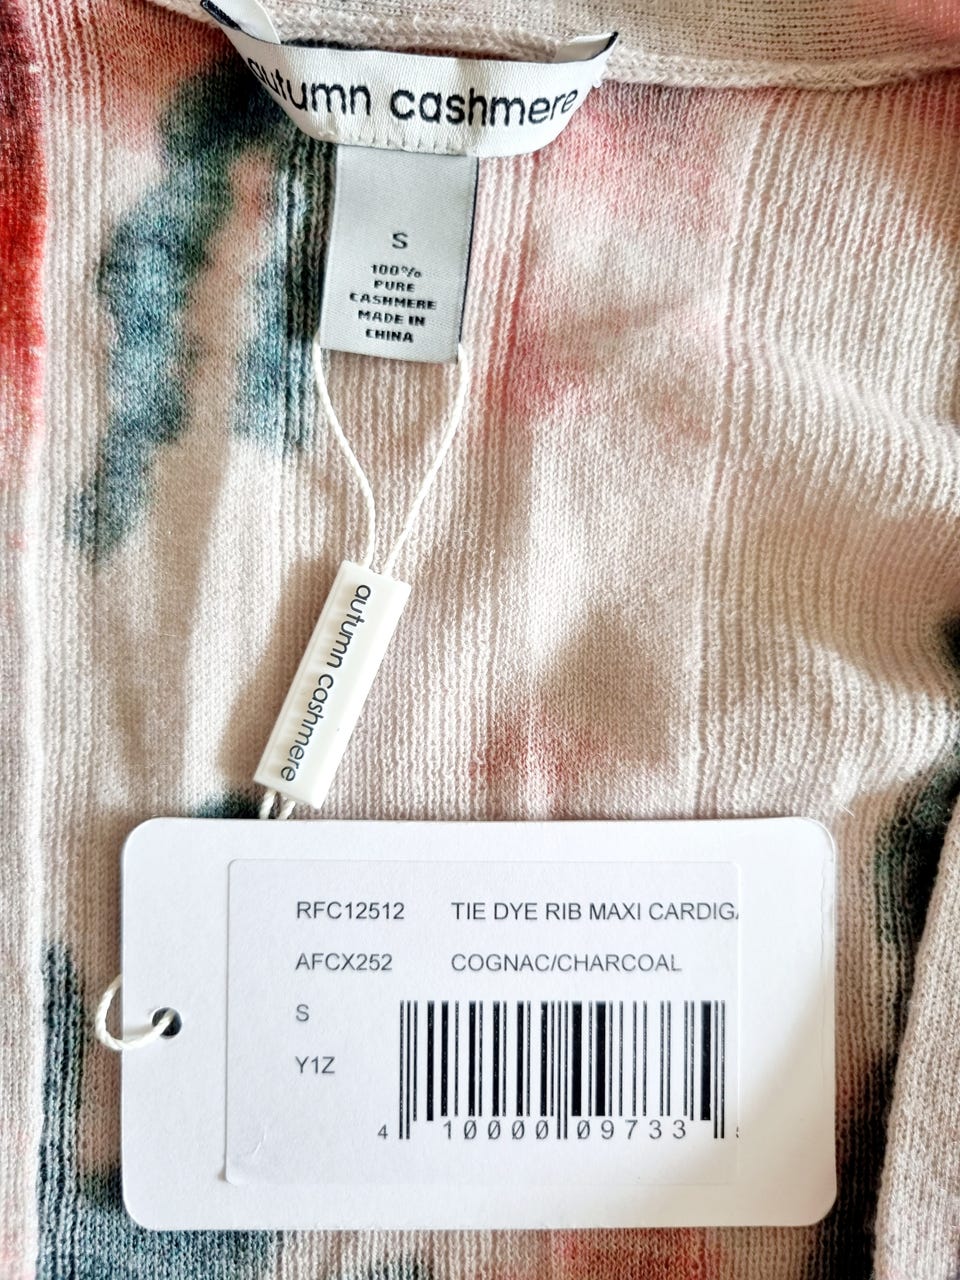 autumn cashmere
S
100%
PURE
CASHMERE
MADE IN
CHINA
autumn cashmere
RFC12512 TIE DYE RIB MAXI CARDIGA
AFCX252 COGNAC/CHARCOAL
S
Y1Z
4 10000 09733